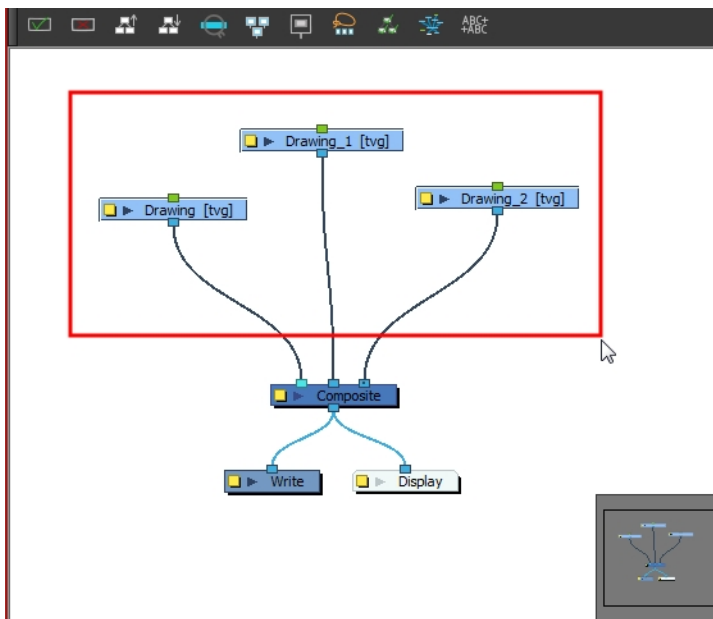 ABC+
+ABC
Drawing_1 [tvg]
Drawing [tvg]
Drawing_2 [tvg]
Composite
Write
Display